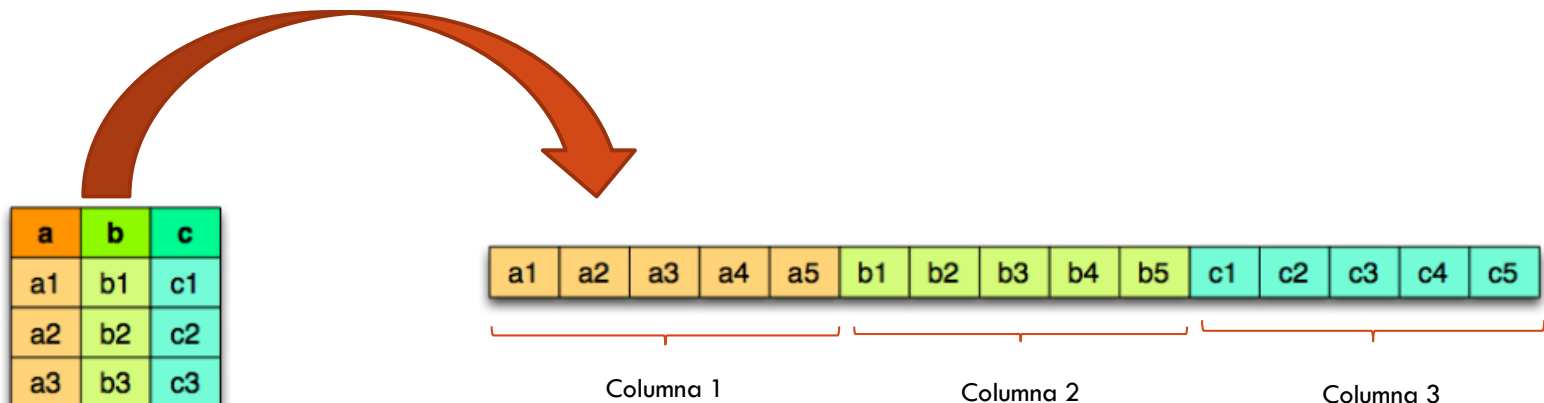 a b c
a1 b1 c1
a2 b2 c2
a3 b3 c3
a1 a2 a3 a4 a5 b1 b2 b3 b4 b5 c1 c2 c3 c4 c5
Columna 1 Columna 2 Columna 3